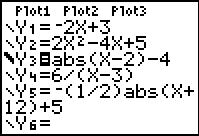 Plot1 Plot2 Plot3
\Y1=-2X+3
\Y2=2X²-4X+5
\Y3=abs(X-2)-4
\Y4=6/(X-3)
\Y5=-(1/2)abs(X+
12)+5
\Y6=